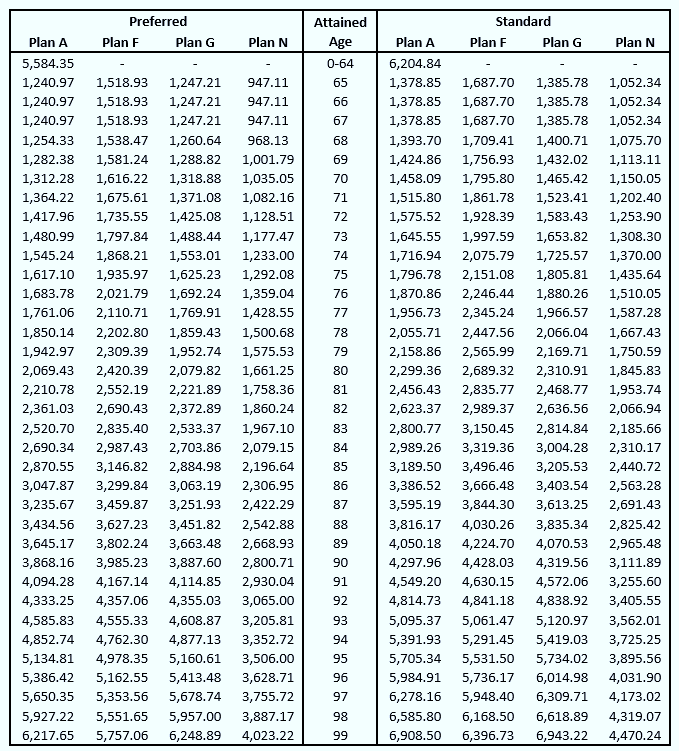 Preferred Attained Standard
Plan A Plan F Plan G Plan N Age Plan A Plan F Plan G Plan N
5,584.35 - - - 0-64 6,204.84 - - -
1,240.97 1,518.93 1,247.21 947.11 65 1,378.85 1,687.70 1,385.78 1,052.34
1,240.97 1,518.93 1,247.21 947.11 66 1,378.85 1,687.70 1,385.78 1,052.34
1,240.97 1,518.93 1,247.21 947.11 67 1,378.85 1,687.70 1,385.78 1,052.34
1,254.33 1,538.47 1,260.64 968.13 68 1,393.70 1,709.41 1,400.71 1,075.70
1,282.38 1,581.24 1,288.82 1,001.79 69 1,424.86 1,756.93 1,432.02 1,113.11
1,312.28 1,616.22 1,318.88 1,035.05 70 1,458.09 1,795.80 1,465.42 1,150.05
1,364.22 1,675.61 1,371.08 1,082.16 71 1,515.80 1,861.78 1,523.41 1,202.40
1,417.96 1,735.55 1,425.08 1,128.51 72 1,575.52 1,928.39 1,583.43 1,253.90
1,480.99 1,797.84 1,488.44 1,177.47 73 1,645.55 1,997.59 1,653.82 1,308.30
1,545.24 1,868.21 1,553.01 1,233.00 74 1,716.94 2,075.79 1,725.57 1,370.00
1,617.10 1,935.97 1,625.23 1,292.08 75 1,796.78 2,151.08 1,805.81 1,435.64
1,683.78 2,021.79 1,692.24 1,359.04 76 1,870.86 2,246.44 1,880.26 1,510.05
1,761.06 2,110.71 1,769.91 1,428.55 77 1,956.73 2,345.24 1,966.57 1,587.28
1,850.14 2,202.80 1,859.43 1,500.68 78 2,055.71 2,447.56 2,066.04 1,667.43
1,942.97 2,309.39 1,952.74 1,575.53 79 2,158.86 2,565.99 2,169.71 1,750.59
2,069.43 2,420.39 2,079.82 1,661.25 80 2,299.36 2,689.32 2,310.91 1,845.83
2,210.78 2,552.19 2,221.89 1,758.36 81 2,456.43 2,835.77 2,468.77 1,953.74
2,361.03 2,690.43 2,372.89 1,860.24 82 2,623.37 2,989.37 2,636.56 2,066.94
2,520.70 2,835.40 2,533.37 1,967.10 83 2,800.77 3,150.45 2,814.84 2,185.66
2,690.34 2,987.43 2,703.86 2,079.15 84 2,989.26 3,319.36 3,004.28 2,310.17
2,870.55 3,146.82 2,884.98 2,196.64 85 3,189.50 3,496.46 3,205.53 2,440.72
3,047.87 3,299.84 3,063.19 2,306.95 86 3,386.52 3,666.48 3,403.54 2,563.28
3,235.67 3,459.87 3,251.93 2,422.29 87 3,595.19 3,844.30 3,613.25 2,691.43
3,434.56 3,627.23 3,451.82 2,542.88 88 3,816.17 4,030.26 3,835.34 2,825.42
3,645.17 3,802.24 3,663.48 2,668.93 89 4,050.18 4,224.70 4,070.53 2,965.48
3,868.16 3,985.23 3,887.60 2,800.71 90 4,297.96 4,428.03 4,319.56 3,111.89
4,094.28 4,167.14 4,114.85 2,930.04 91 4,549.20 4,630.15 4,572.06 3,255.60
4,333.25 4,357.06 4,355.03 3,065.00 92 4,814.73 4,841.18 4,838.92 3,405.55
4,585.83 4,555.33 4,608.87 3,205.81 93 5,095.37 5,061.47 5,120.97 3,562.01
4,852.74 4,762.30 4,877.13 3,352.72 94 5,391.93 5,291.45 5,419.03 3,725.25
5,134.81 4,978.35 5,160.61 3,506.00 95 5,705.34 5,531.50 5,734.02 3,895.56
5,386.42 5,162.55 5,413.48 3,628.71 96 5,984.91 5,736.17 6,014.98 4,031.90
5,650.35 5,353.56 5,678.74 3,755.72 97 6,278.16 5,948.40 6,309.71 4,173.02
5,927.22 5,551.65 5,957.00 3,887.17 98 6,585.80 6,168.50 6,618.89 4,319.07
6,217.65 5,757.06 6,248.89 4,023.22 99 6,908.50 6,396.73 6,943.22 4,470.24